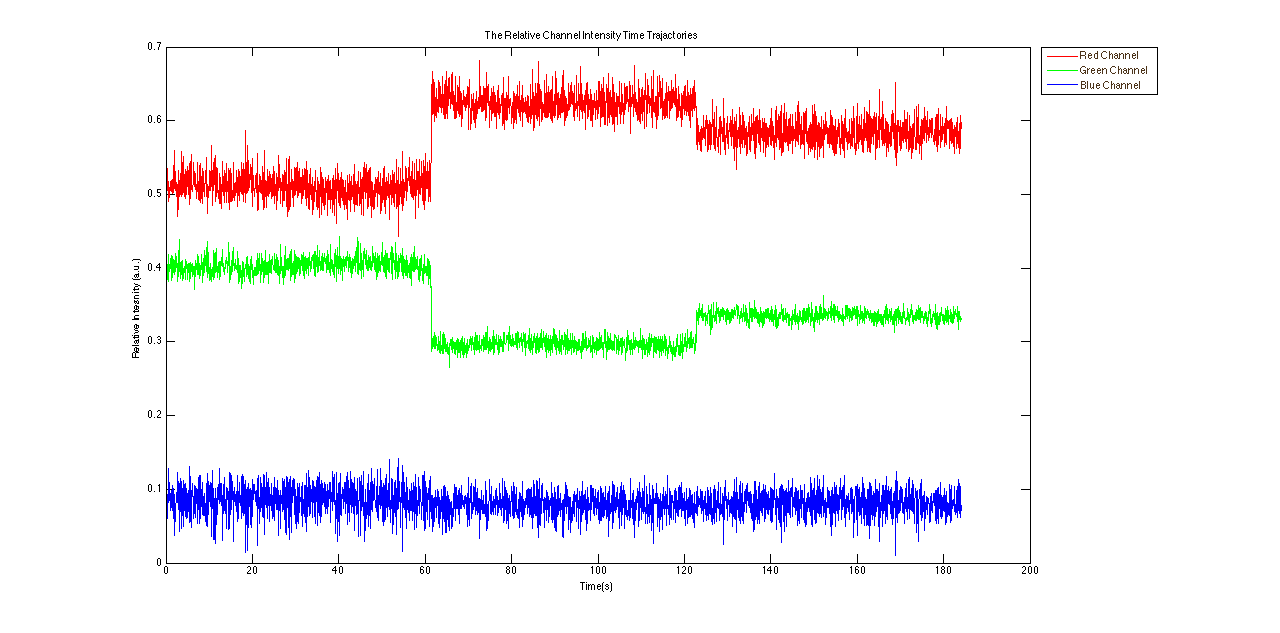 The Relative Channel Intensity Time Trajactories
Red Channel
Green Channel
Blue Channel
0.7
0.6
0.5
0.4
0.3
0.2
0.1
0
Relative Intesnity (a.u.)
0 20 40 60 80 100 120 140 160 180 200
Time(s)